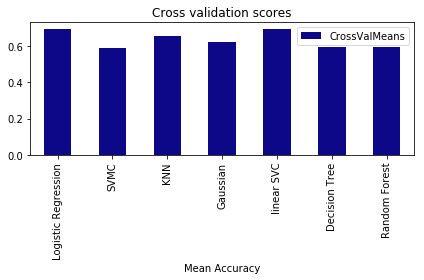 Cross validation scores
CrossValMeans
0.6
0.4
0.2
0.0
Logistic Regression
SVMC
KNN
Gaussian
linear SVC
Decision Tree
Random Forest
Mean Accuracy